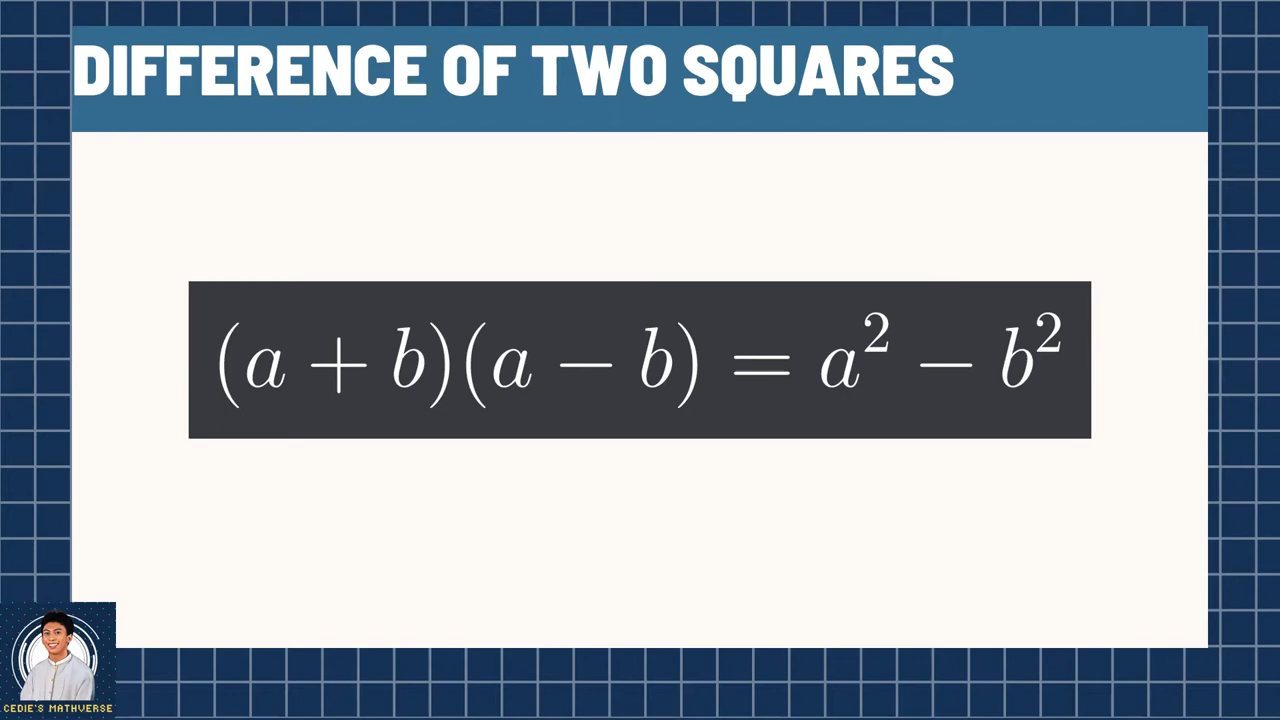 DIFFERENCE OF TWO SQUARES
(a + b)(a − b) = a² − b²
CEDIE'S MATHVERSE